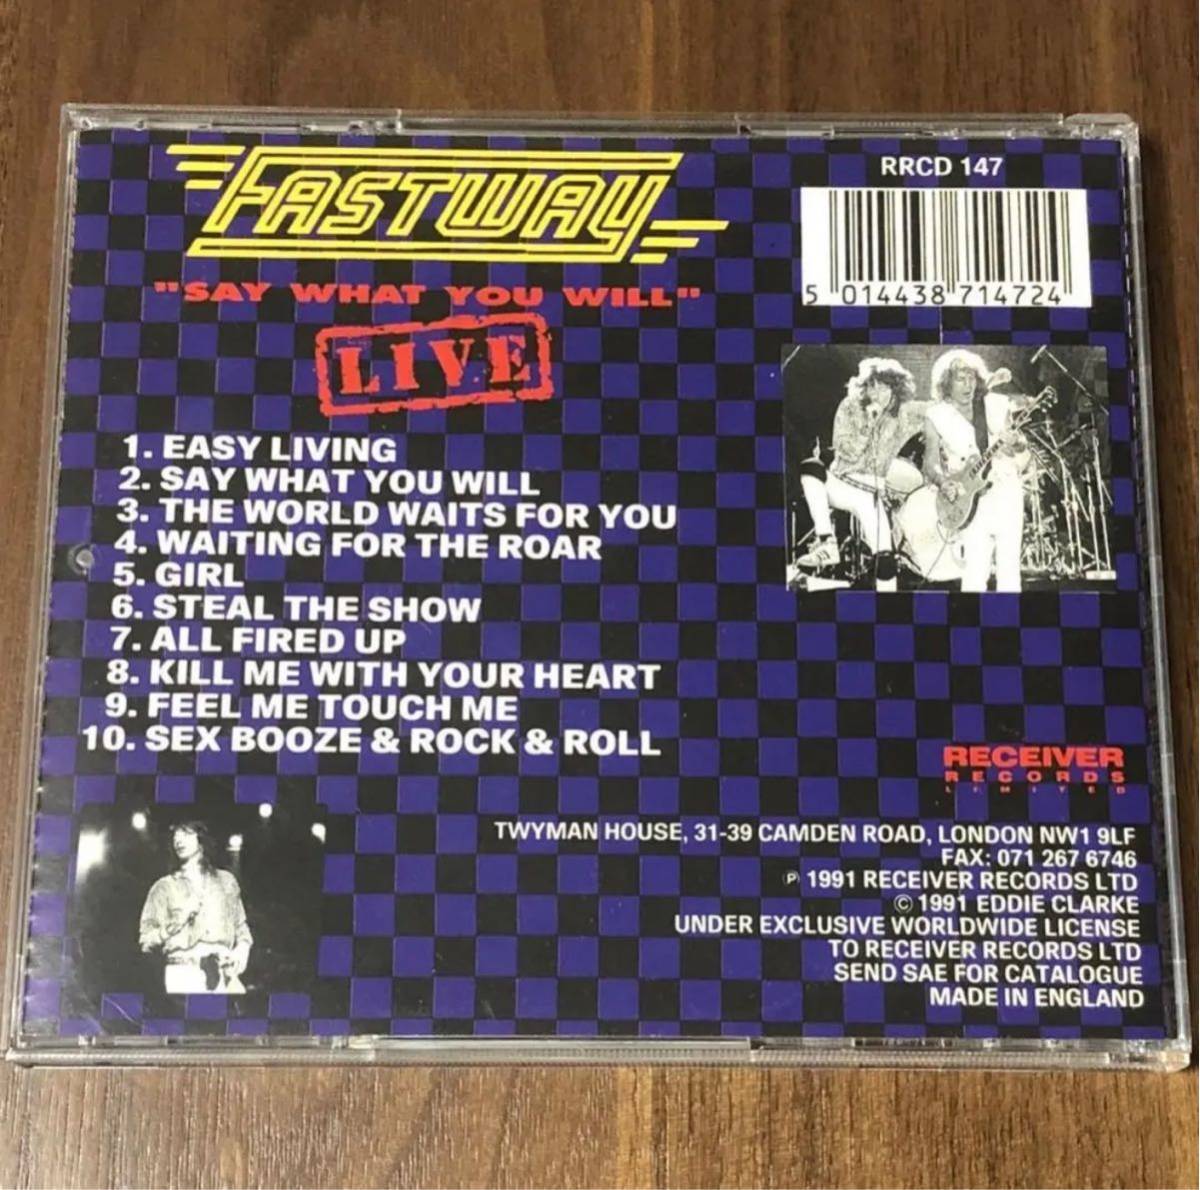 FASTWAY
"SAY WHAT YOU WILL"
LIVE
RRCD 147
5 014438 714724
1. EASY LIVING
2. SAY WHAT YOU WILL
3. THE WORLD WAITS FOR YOU
4. WAITING FOR THE ROAR
5. GIRL
6. STEAL THE SHOW
7. ALL FIRED UP
8. KILL ME WITH YOUR HEART
9. FEEL ME TOUCH ME
10. SEX BOOZE & ROCK & ROLL
RECEIVER
RECORDS
LIMITED
TWYMAN HOUSE, 31-39 CAMDEN ROAD, LONDON NW1 9LF
FAX: 071 267 6746
℗ 1991 RECEIVER RECORDS LTD
© 1991 EDDIE CLARKE
UNDER EXCLUSIVE WORLDWIDE LICENSE
TO RECEIVER RECORDS LTD
SEND SAE FOR CATALOGUE
MADE IN ENGLAND